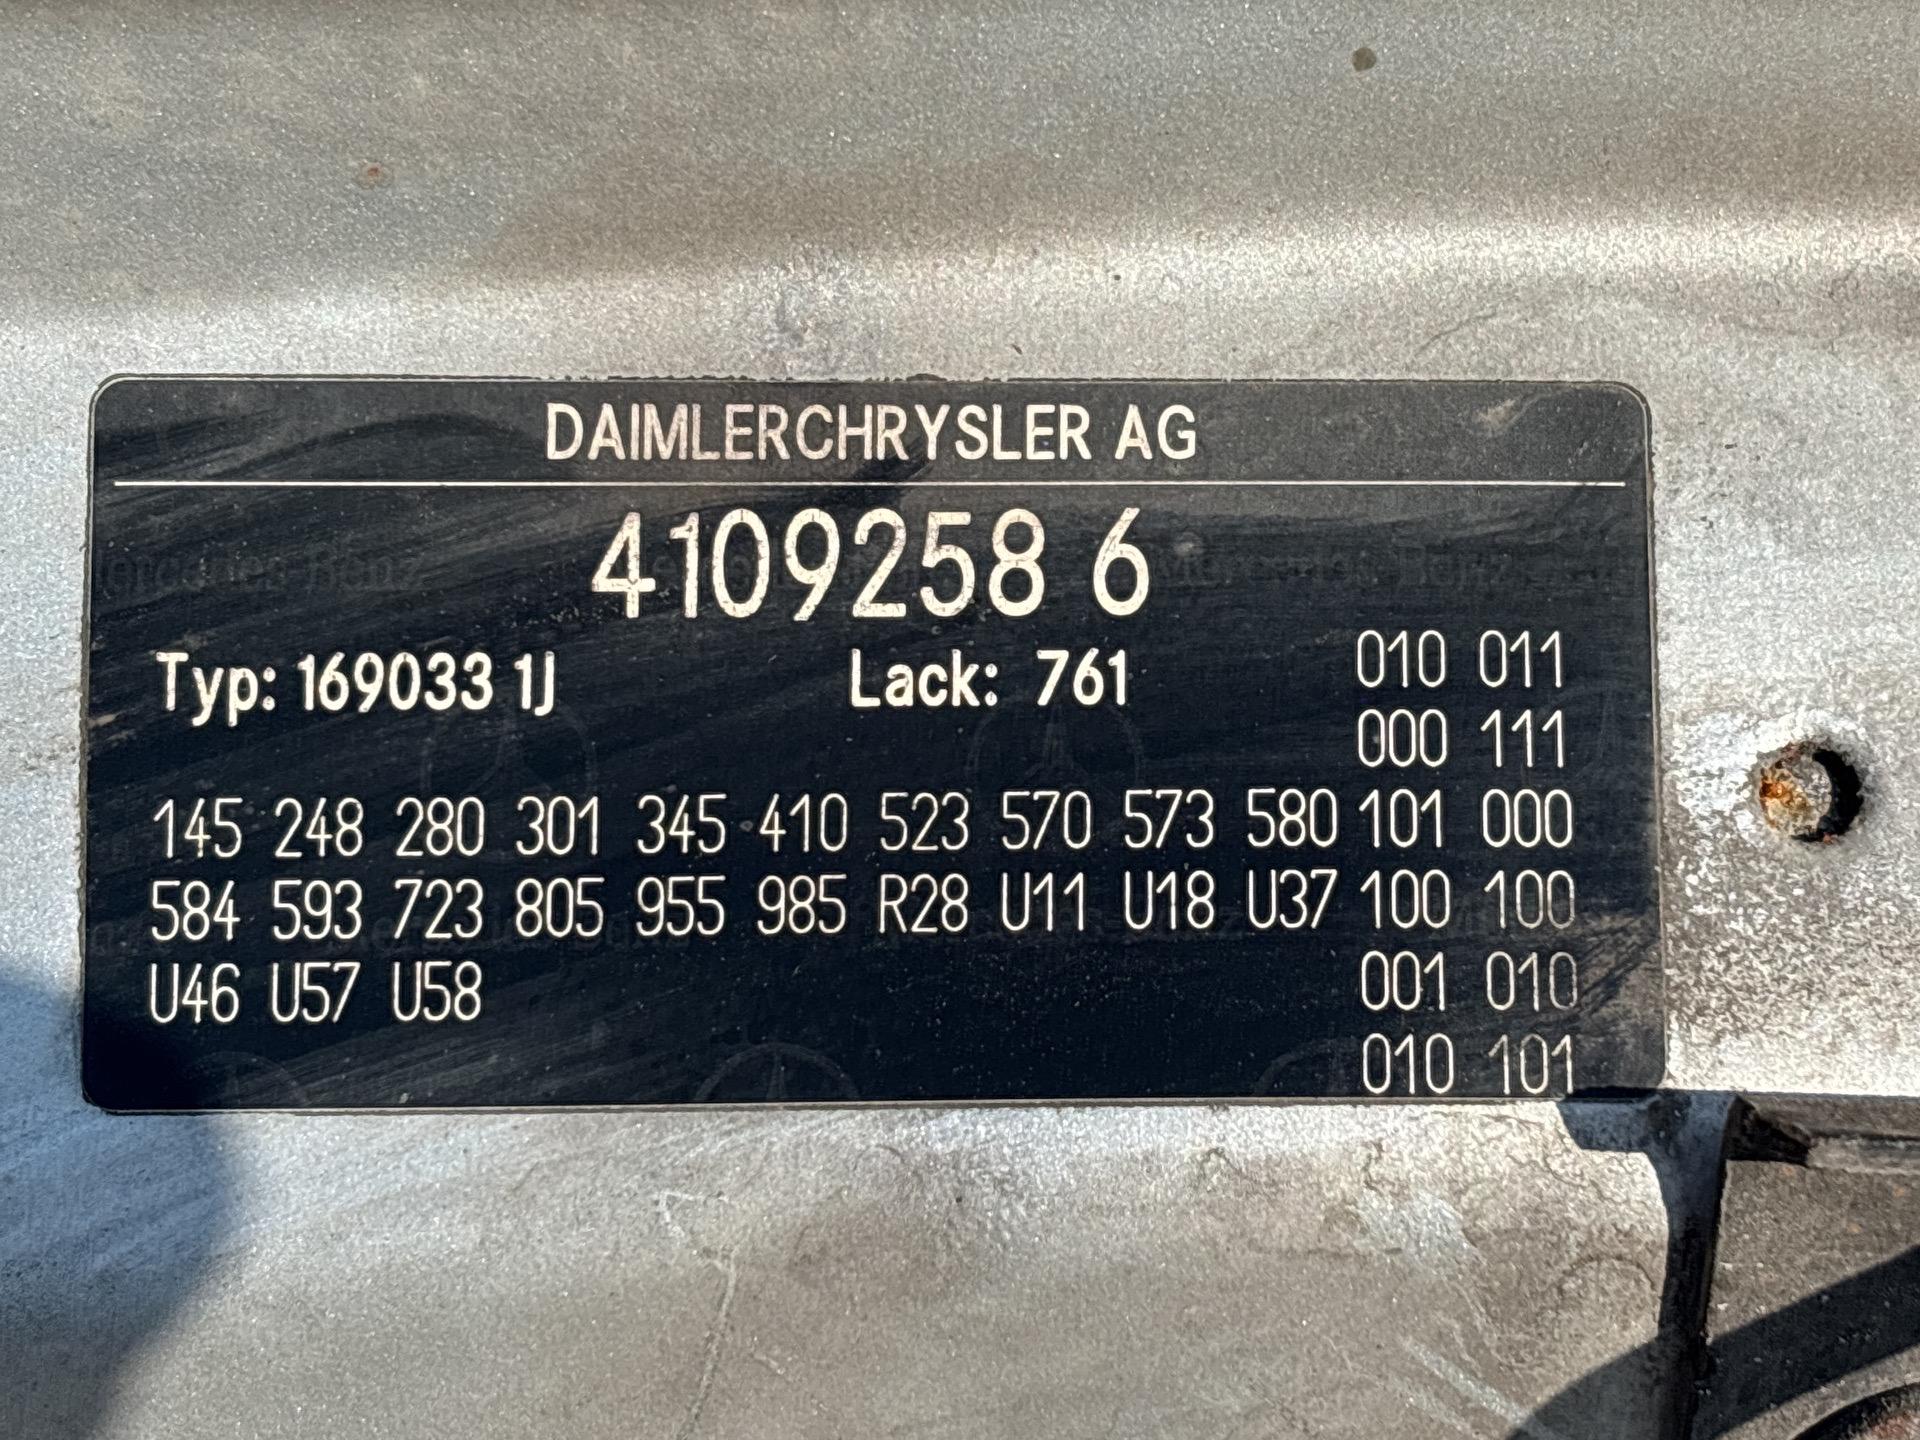 DAIMLERCHRYSLER AG
4109258 6
Typ: 169033 1J Lack: 761 010 011
000 111
145 248 280 301 345 410 523 570 573 580 101 000
584 593 723 805 955 985 R28 U11 U18 U37 100 100
U46 U57 U58 001 010
010 101